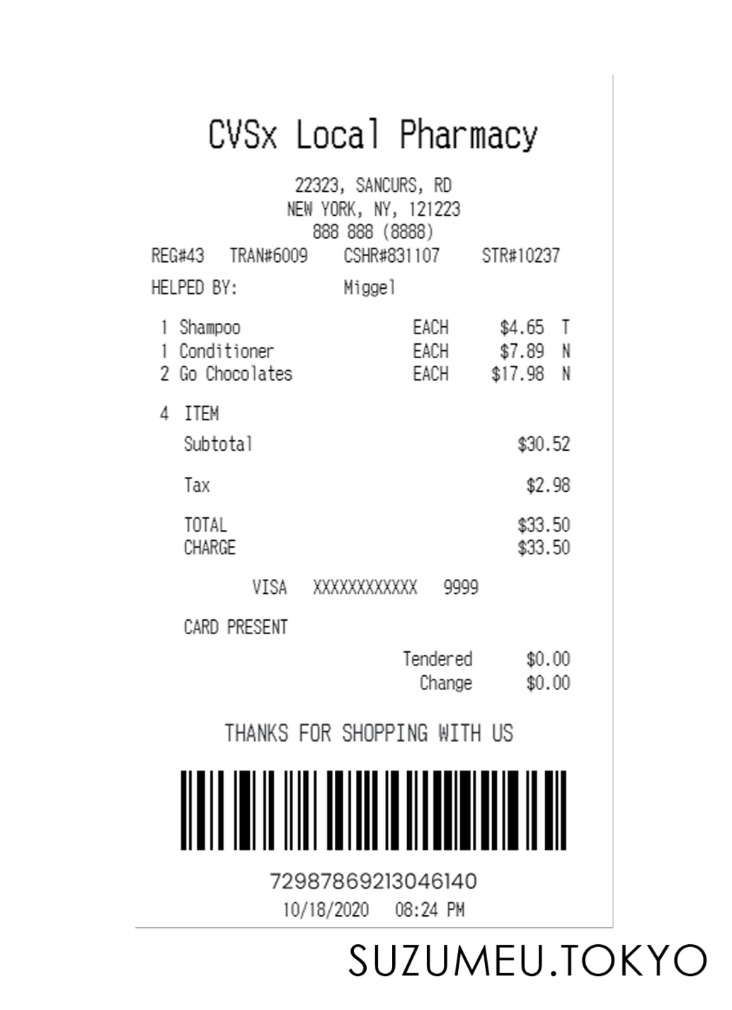 CVSx Local Pharmacy
22323, SANCURS, RD
NEW YORK, NY, 121223
888 888 (8888)
REG#43 TRAN#6009 CSHR#831107 STR#10237
HELPED BY: Miggel
1 Shampoo EACH $4.65 T
1 Conditioner EACH $7.89 N
2 Go Chocolates EACH $17.98 N
4 ITEM
Subtotal $30.52
Tax $2.98
TOTAL $33.50
CHARGE $33.50
VISA XXXXXXXXXXXX 9999
CARD PRESENT
Tendered $0.00
Change $0.00
THANKS FOR SHOPPING WITH US
72987869213046140
10/18/2020 08:24 PM
SUZUMEU.TOKYO